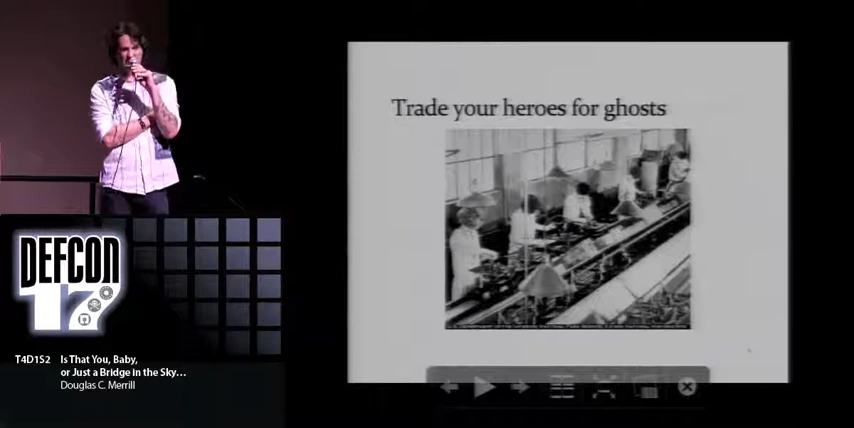 Trade your heroes for ghosts
DEFCON
17
T4D1S2 Is That You, Baby,
or Just a Bridge in the Sky...
Douglas C. Merrill